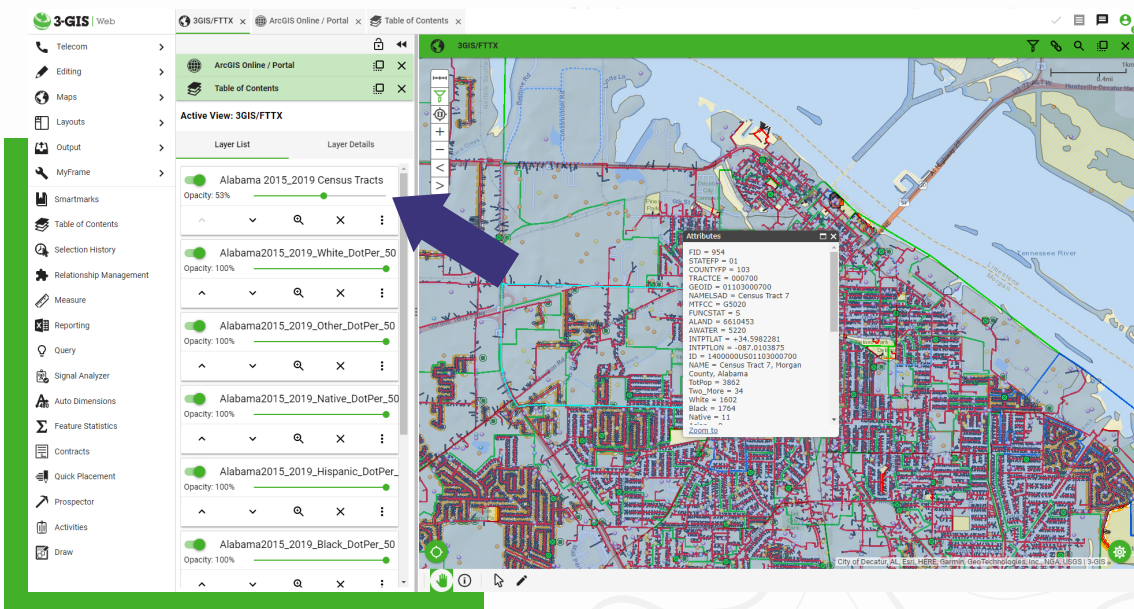 3-GIS | Web
3GIS/FTTX
ArcGIS Online / Portal
Table of Contents
Telecom
Editing
Maps
Layouts
Output
MyFrame
Smartmarks
Table of Contents
Selection History
Relationship Management
Measure
Reporting
Query
Signal Analyzer
Auto Dimensions
Feature Statistics
Contracts
Quick Placement
Prospector
Activities
Draw
ArcGIS Online / Portal
Table of Contents
Active View: 3GIS/FTTX
Layer List
Layer Details
Alabama 2015_2019 Census Tracts
Opacity: 53%
Alabama2015_2019_White_DotPer_50
Opacity: 100%
Alabama2015_2019_Other_DotPer_50
Opacity: 100%
Alabama2015_2019_Native_DotPer_50
Opacity: 100%
Alabama2015_2019_Hispanic_DotPer_
Opacity: 100%
Alabama2015_2019_Black_DotPer_50
Opacity: 100%
3GIS/FTTX
1km
0.4mi
Tennessee River
Limestone
Morgan
Attributes
FID = 954
STATEFP = 01
COUNTYFP = 103
TRACTCE = 000700
GEOID = 01103000700
NAMELSAD = Census Tract 7
MTFCC = G5020
FUNCSTAT = S
ALAND = 6610453
AWATER = 5220
INTPTLAT = +34.5982281
INTPTLON = -087.0103875
ID = 1400000US01103000700
NAME = Census Tract 7, Morgan
County, Alabama
TotPop = 3862
Two_More = 34
White = 1602
Black = 1764
Native = 11
Zoom to
City of Decatur, AL, Esri, HERE, Garmin, GeoTechnologies, Inc., NGA, USGS | 3-GIS